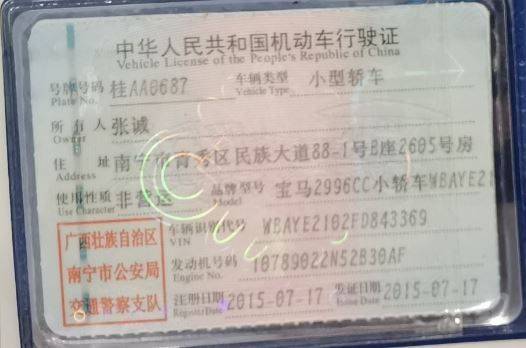 中华人民共和国机动车行驶证
Vehicle License of the People's Republic of China
号牌号码 桂AA0687 车辆类型 小型轿车
Plate No. Vehicle Type
所有人 张诚
Owner
住址 南宁市青秀区民族大道88-1号B座2605号房
Address
使用性质 非营运 品牌型号 宝马2996CC小轿车WBAYE21
Use Character Model
车辆识别代号 WBAYE2102FD843369
VIN
发动机号码 10789022N52B30AF
Engine No.
注册日期 2015-07-17 发证日期 2015-07-17
Register Date Issue Date
广西壮族自治区
南宁市公安局
交通警察支队